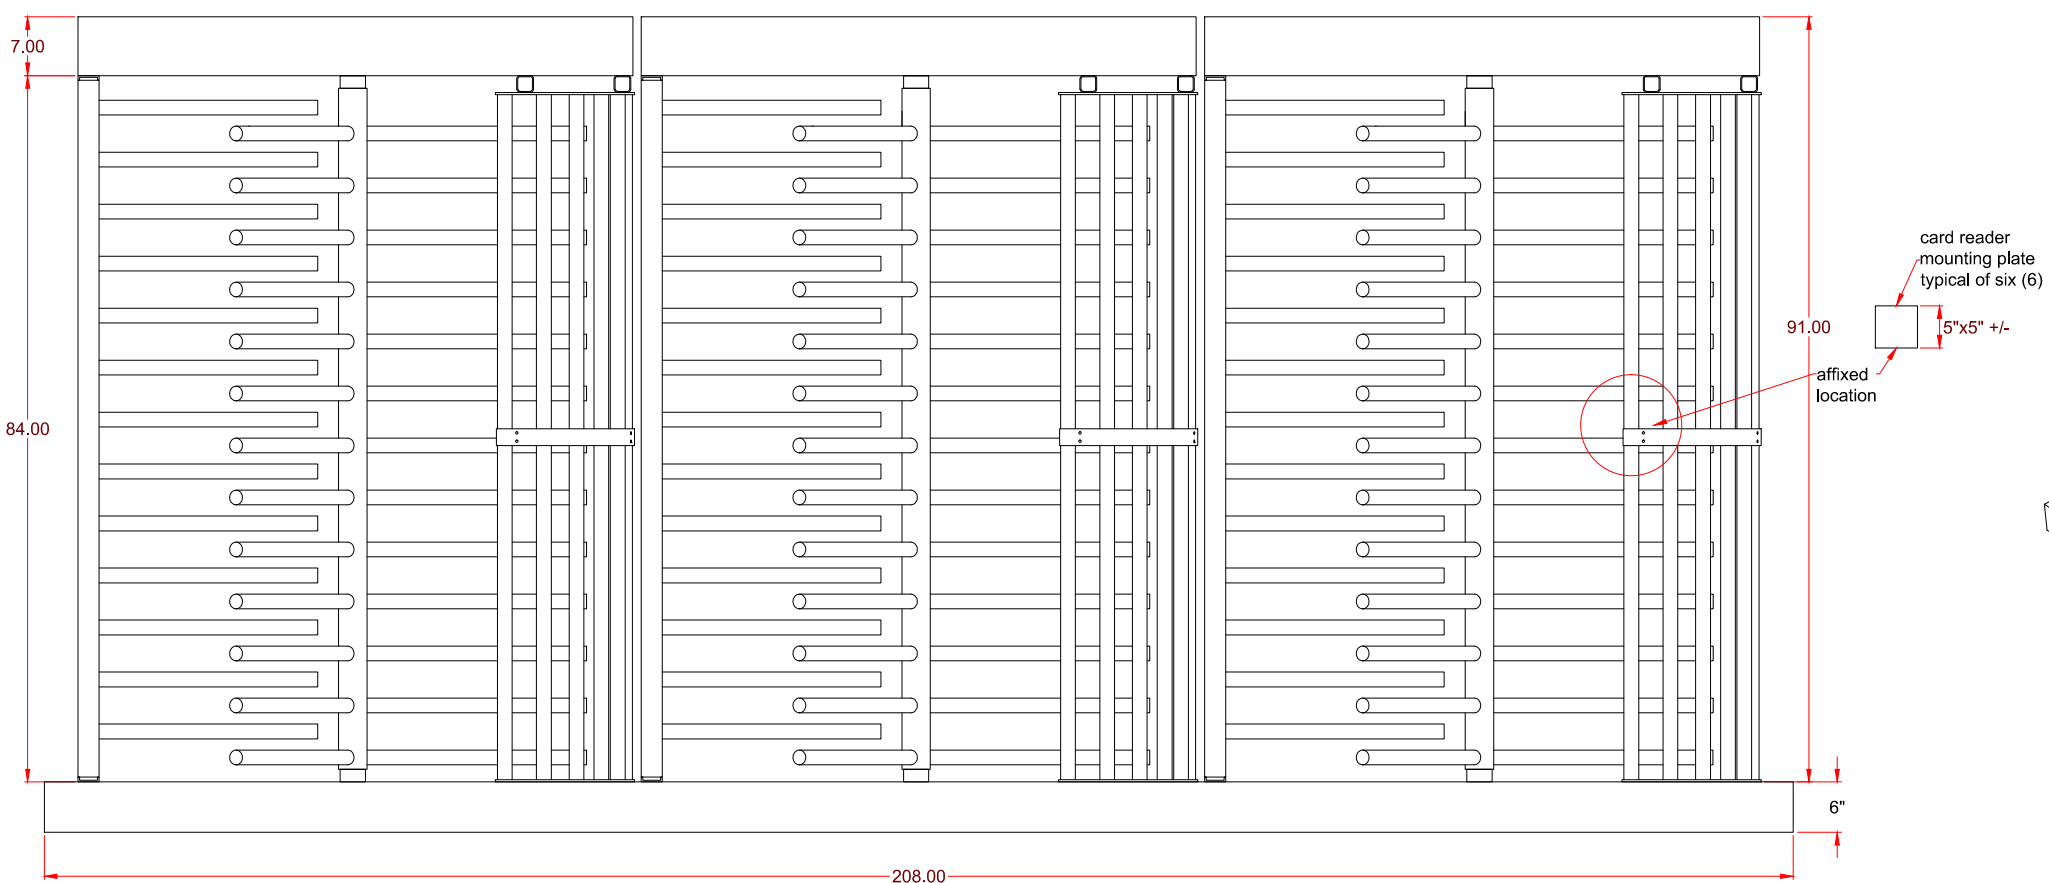 7.00
card reader
mounting plate
typical of six (6)
91.00
5"x5" +/-
affixed
location
84.00
6"
208.00